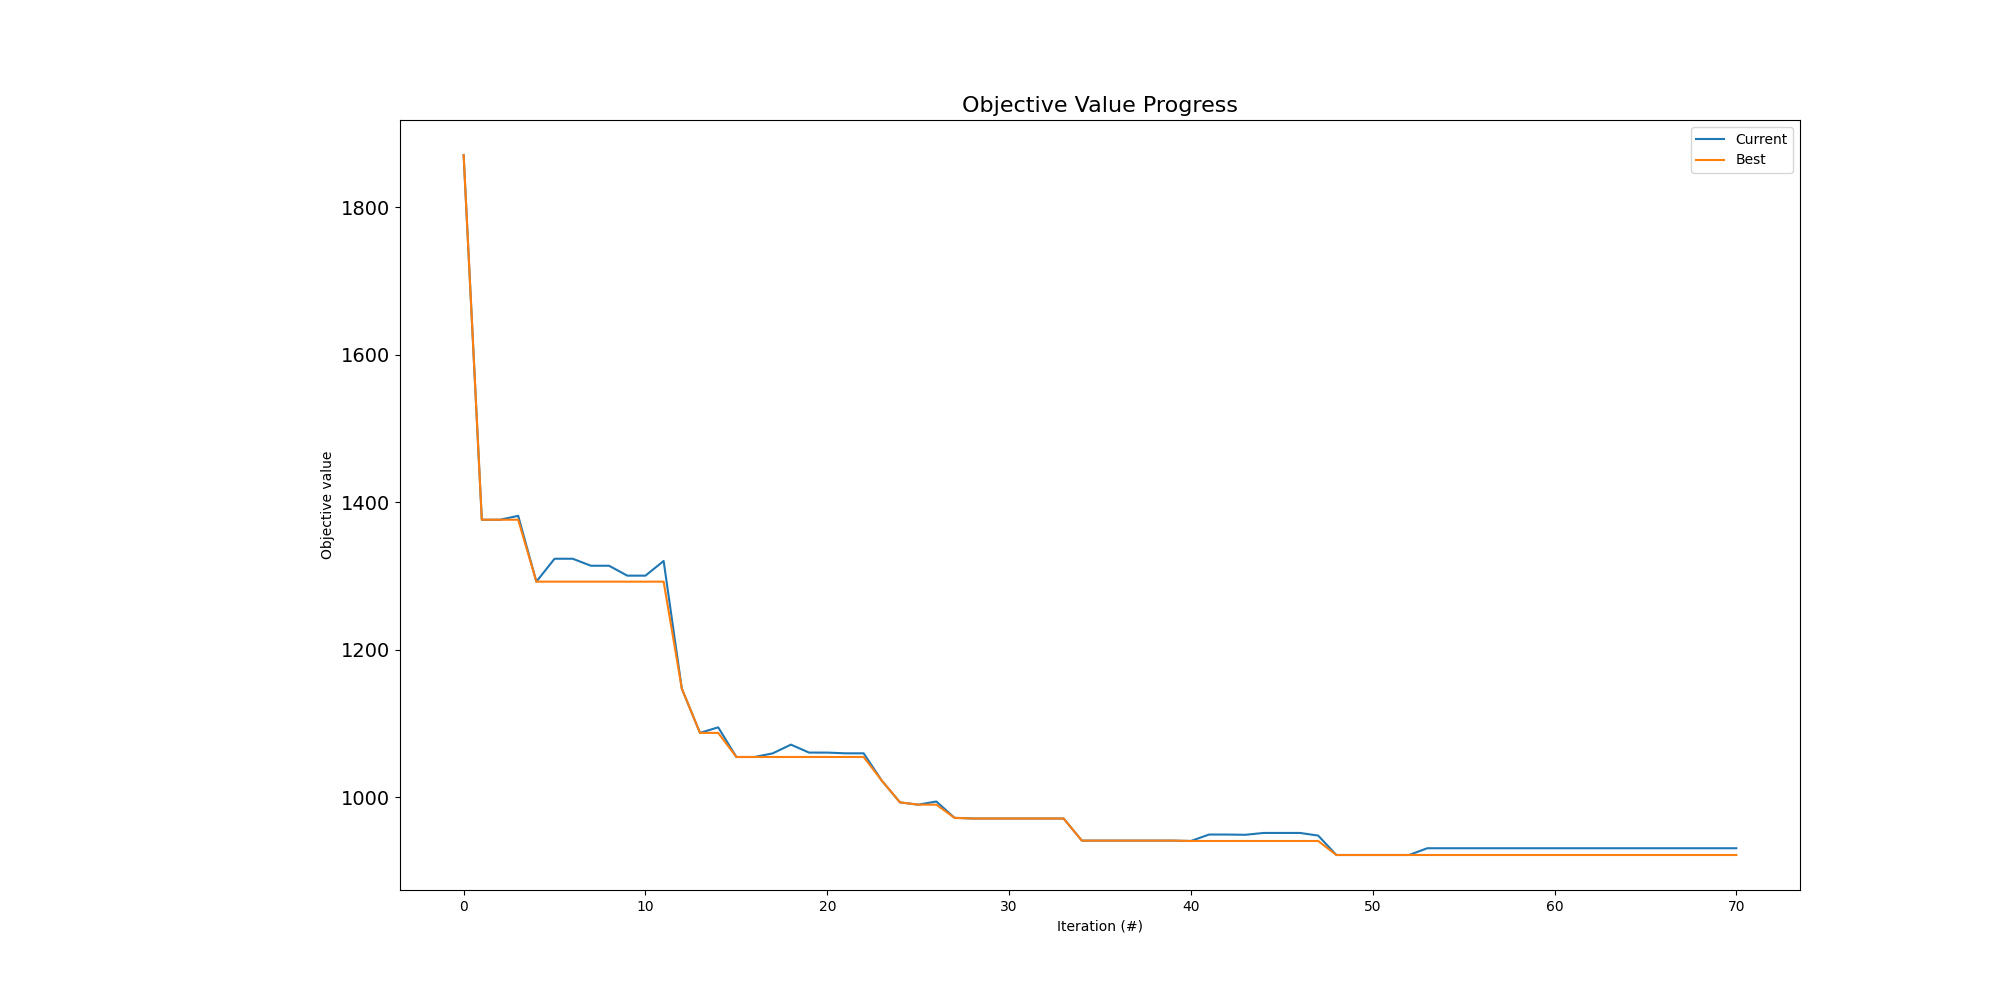 Objective Value Progress
Current
Best
1800
1600
1400
1200
1000
Objective value
0 10 20 30 40 50 60 70
Iteration (#)